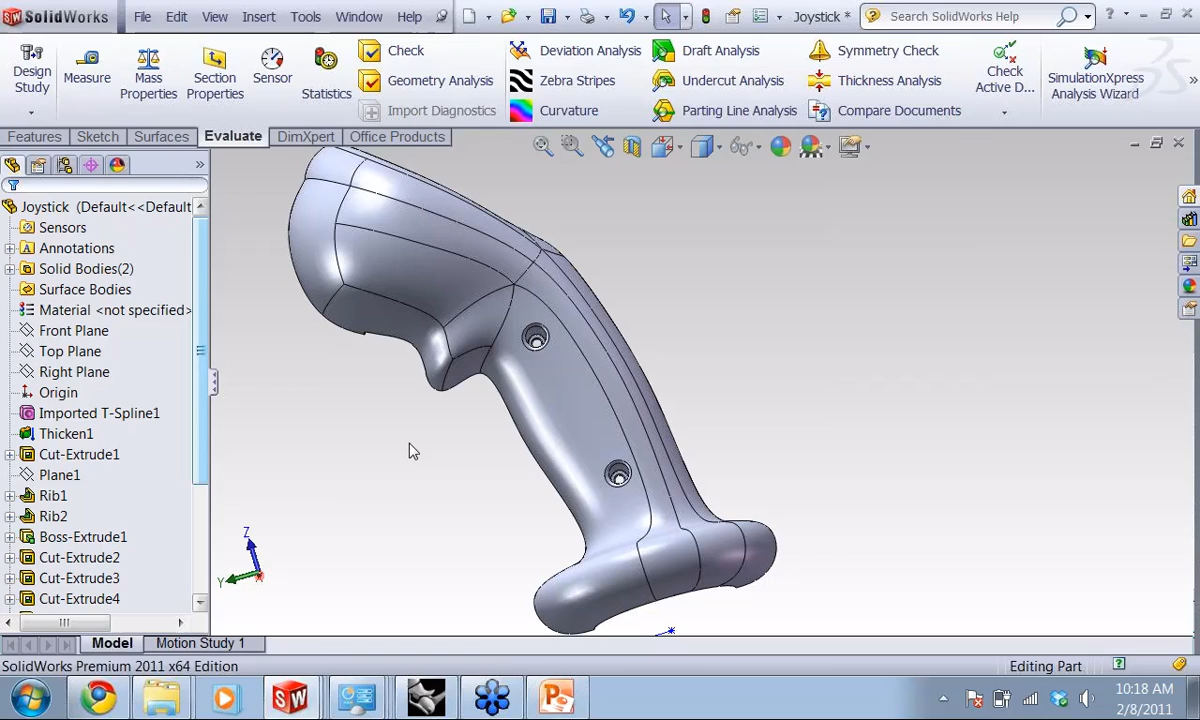 SolidWorks File Edit View Insert Tools Window Help Joystick * Search SolidWorks Help
Design Study
Measure
Mass Properties
Section Properties
Sensor
Statistics
Check
Geometry Analysis
Import Diagnostics
Deviation Analysis
Zebra Stripes
Curvature
Draft Analysis
Undercut Analysis
Parting Line Analysis
Symmetry Check
Thickness Analysis
Compare Documents
Check Active D...
SimulationXpress Analysis Wizard
Features Sketch Surfaces Evaluate DimXpert Office Products
Joystick (Default<<Default
Sensors
Annotations
Solid Bodies(2)
Surface Bodies
Material <not specified>
Front Plane
Top Plane
Right Plane
Origin
Imported T-Spline1
Thicken1
Cut-Extrude1
Plane1
Rib1
Rib2
Boss-Extrude1
Cut-Extrude2
Cut-Extrude3
Cut-Extrude4
Z
Y
X
Model Motion Study 1
SolidWorks Premium 2011 x64 Edition Editing Part
10:18 AM
2/8/2011